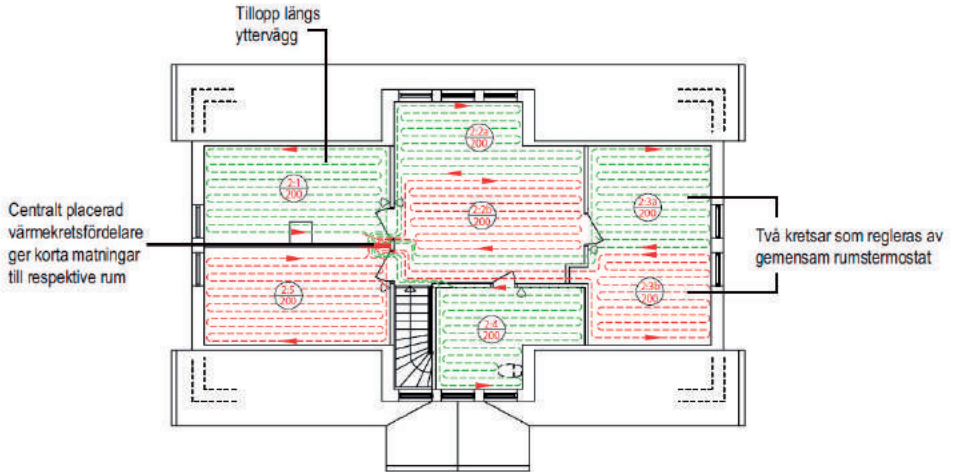 Tillopp längs
yttervägg
2:2a
200
2:1
200
2:3a
200
2:2b
200
Centralt placerad
värmekretsfördelare
ger korta matningar
till respektive rum
Två kretsar som regleras av
gemensam rumstermostat
2:5
200
2:3b
200
2:4
200